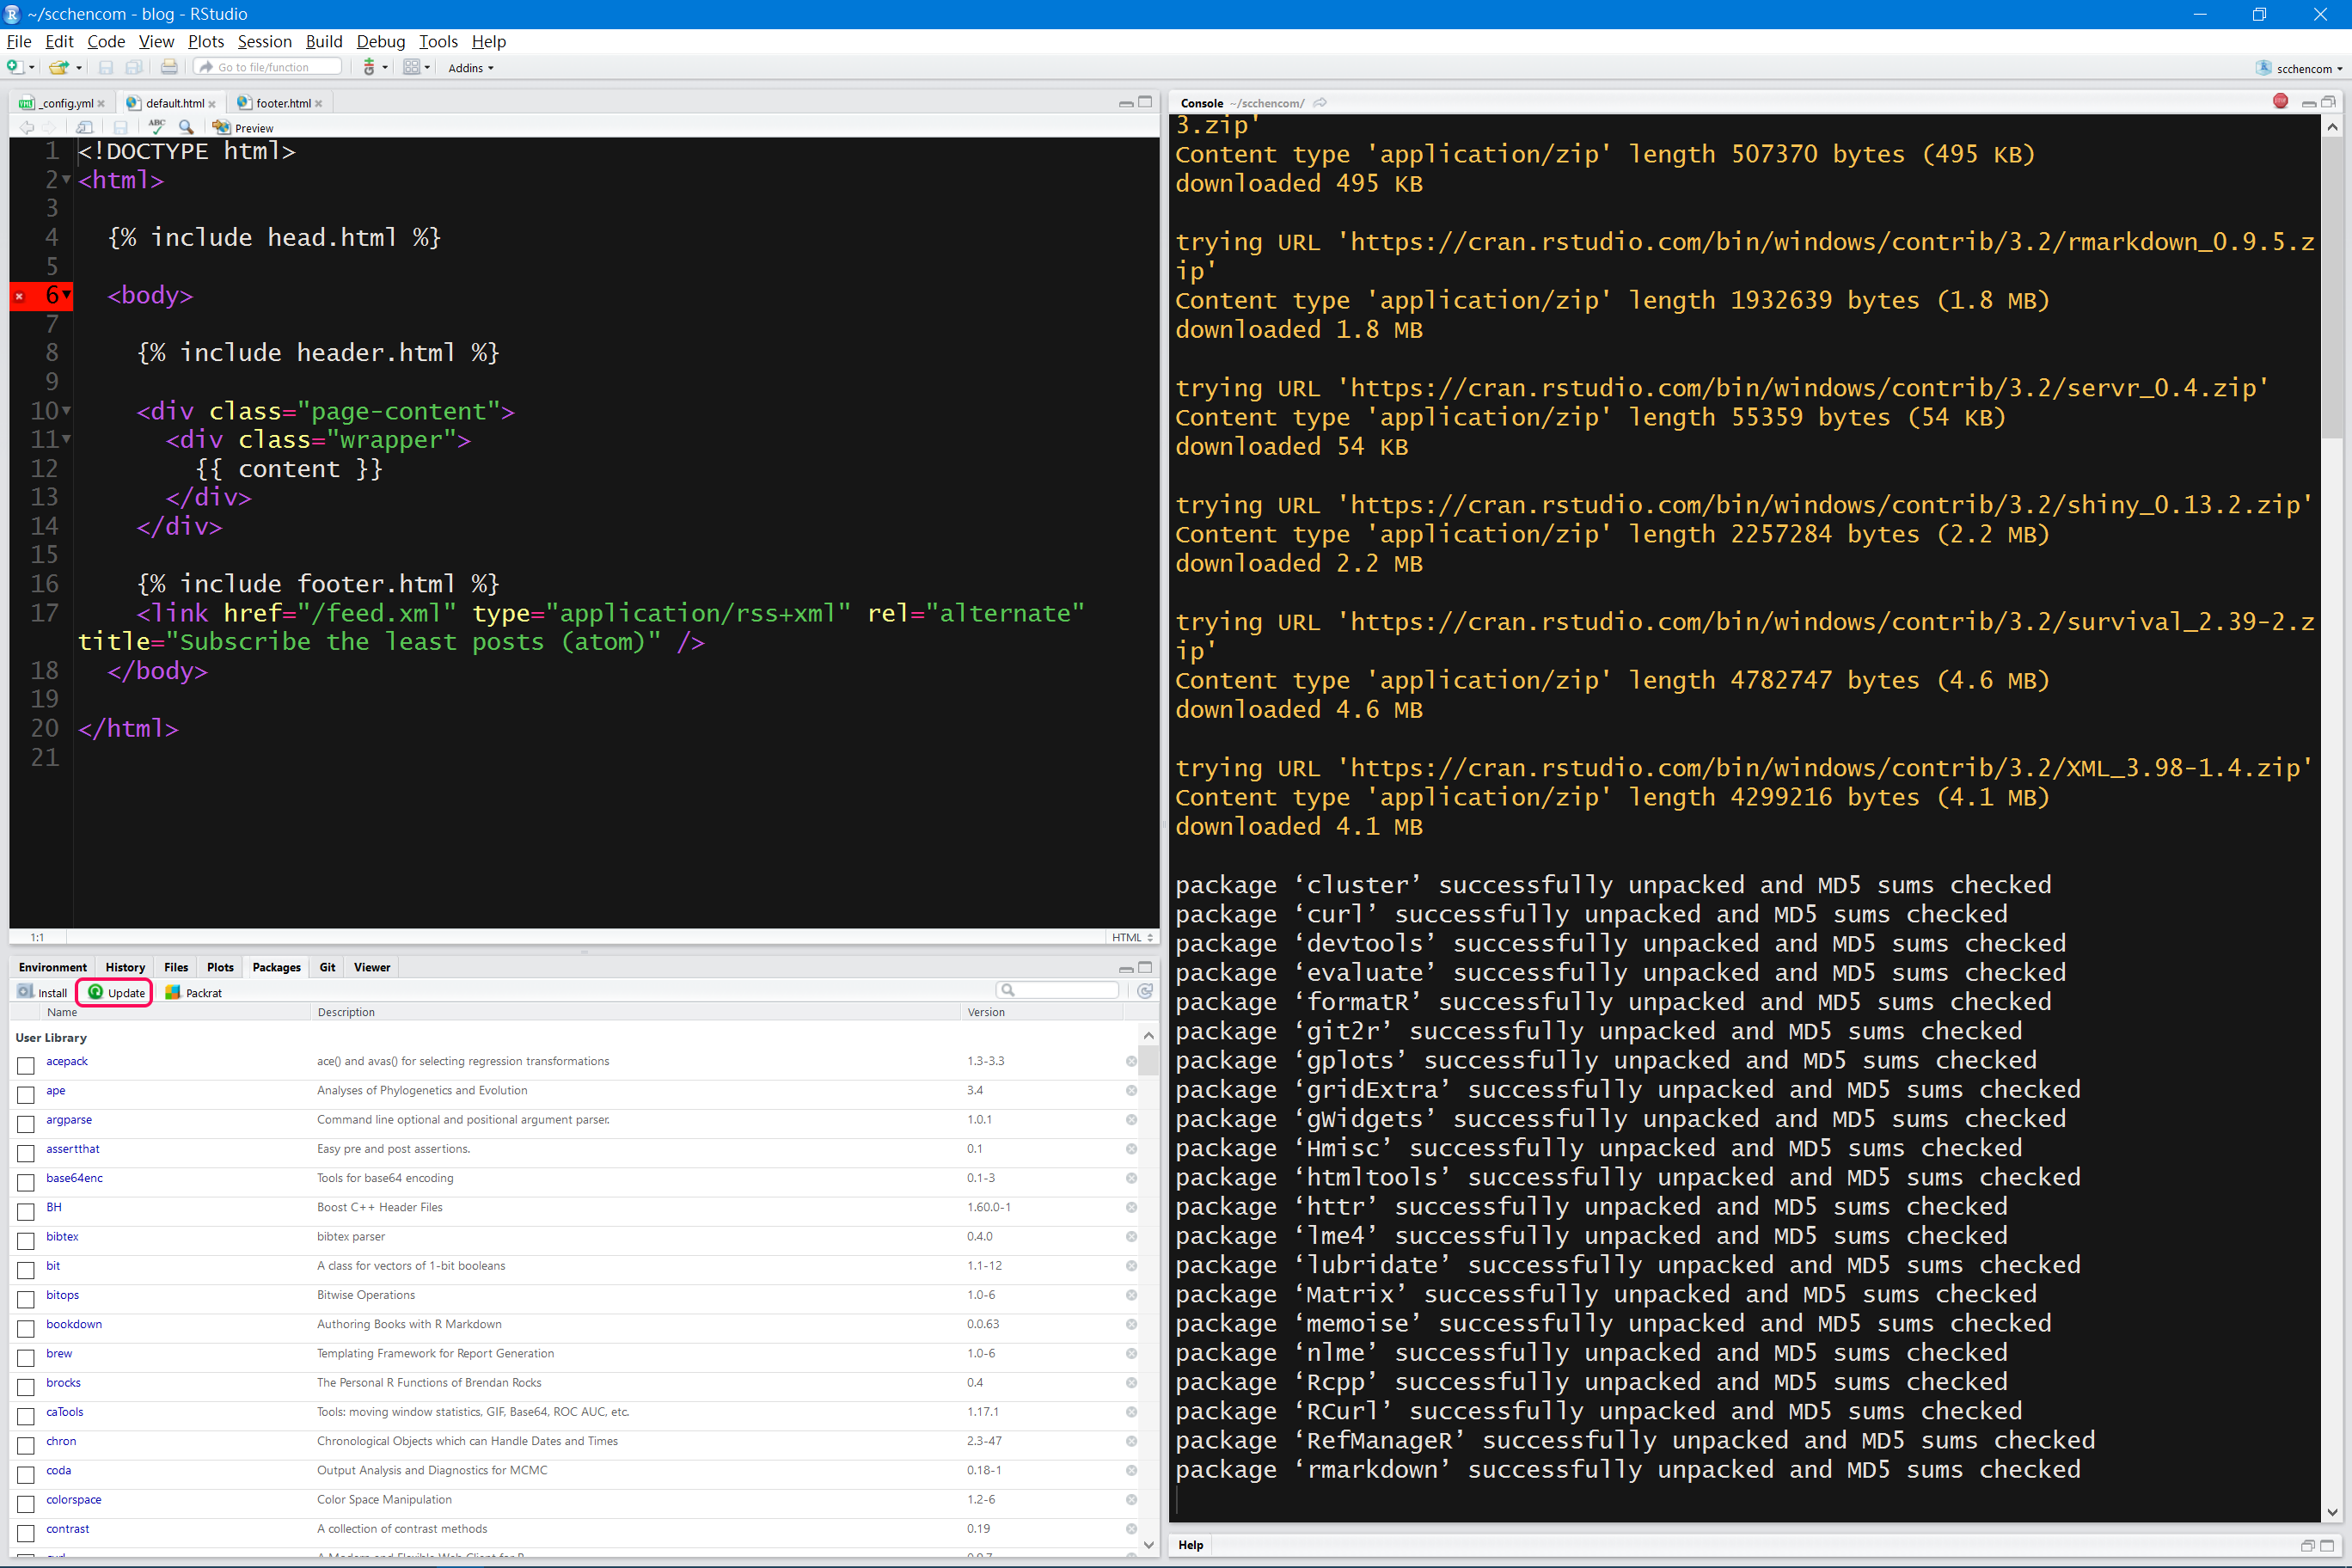 ~/scchencom - blog - RStudio
File Edit Code View Plots Session Build Debug Tools Help
Go to file/function Addins scchencom
_config.yml default.html footer.html
Preview
1 <!DOCTYPE html>
2 <html>
3
4 {% include head.html %}
5
6 <body>
7
8 {% include header.html %}
9
10 <div class="page-content">
11 <div class="wrapper">
12 {{ content }}
13 </div>
14 </div>
15
16 {% include footer.html %}
17 <link href="/feed.xml" type="application/rss+xml" rel="alternate"
title="Subscribe the least posts (atom)" />
18 </body>
19
20 </html>
21
1:1 HTML
Environment History Files Plots Packages Git Viewer
Install Update Packrat
Name Description Version
User Library
acepack ace() and avas() for selecting regression transformations 1.3-3.3
ape Analyses of Phylogenetics and Evolution 3.4
argparse Command line optional and positional argument parser. 1.0.1
assertthat Easy pre and post assertions. 0.1
base64enc Tools for base64 encoding 0.1-3
BH Boost C++ Header Files 1.60.0-1
bibtex bibtex parser 0.4.0
bit A class for vectors of 1-bit booleans 1.1-12
bitops Bitwise Operations 1.0-6
bookdown Authoring Books with R Markdown 0.0.63
brew Templating Framework for Report Generation 1.0-6
brocks The Personal R Functions of Brendan Rocks 0.4
caTools Tools: moving window statistics, GIF, Base64, ROC AUC, etc. 1.17.1
chron Chronological Objects which can Handle Dates and Times 2.3-47
coda Output Analysis and Diagnostics for MCMC 0.18-1
colorspace Color Space Manipulation 1.2-6
contrast A collection of contrast methods 0.19
Console ~/scchencom/
3.zip'
Content type 'application/zip' length 507370 bytes (495 KB)
downloaded 495 KB
trying URL 'https://cran.rstudio.com/bin/windows/contrib/3.2/rmarkdown_0.9.5.z
ip'
Content type 'application/zip' length 1932639 bytes (1.8 MB)
downloaded 1.8 MB
trying URL 'https://cran.rstudio.com/bin/windows/contrib/3.2/servr_0.4.zip'
Content type 'application/zip' length 55359 bytes (54 KB)
downloaded 54 KB
trying URL 'https://cran.rstudio.com/bin/windows/contrib/3.2/shiny_0.13.2.zip'
Content type 'application/zip' length 2257284 bytes (2.2 MB)
downloaded 2.2 MB
trying URL 'https://cran.rstudio.com/bin/windows/contrib/3.2/survival_2.39-2.z
ip'
Content type 'application/zip' length 4782747 bytes (4.6 MB)
downloaded 4.6 MB
trying URL 'https://cran.rstudio.com/bin/windows/contrib/3.2/XML_3.98-1.4.zip'
Content type 'application/zip' length 4299216 bytes (4.1 MB)
downloaded 4.1 MB
package ‘cluster’ successfully unpacked and MD5 sums checked
package ‘curl’ successfully unpacked and MD5 sums checked
package ‘devtools’ successfully unpacked and MD5 sums checked
package ‘evaluate’ successfully unpacked and MD5 sums checked
package ‘formatR’ successfully unpacked and MD5 sums checked
package ‘git2r’ successfully unpacked and MD5 sums checked
package ‘gplots’ successfully unpacked and MD5 sums checked
package ‘gridExtra’ successfully unpacked and MD5 sums checked
package ‘gWidgets’ successfully unpacked and MD5 sums checked
package ‘Hmisc’ successfully unpacked and MD5 sums checked
package ‘htmltools’ successfully unpacked and MD5 sums checked
package ‘httr’ successfully unpacked and MD5 sums checked
package ‘lme4’ successfully unpacked and MD5 sums checked
package ‘lubridate’ successfully unpacked and MD5 sums checked
package ‘Matrix’ successfully unpacked and MD5 sums checked
package ‘memoise’ successfully unpacked and MD5 sums checked
package ‘nlme’ successfully unpacked and MD5 sums checked
package ‘Rcpp’ successfully unpacked and MD5 sums checked
package ‘RCurl’ successfully unpacked and MD5 sums checked
package ‘RefManageR’ successfully unpacked and MD5 sums checked
package ‘rmarkdown’ successfully unpacked and MD5 sums checked
Help